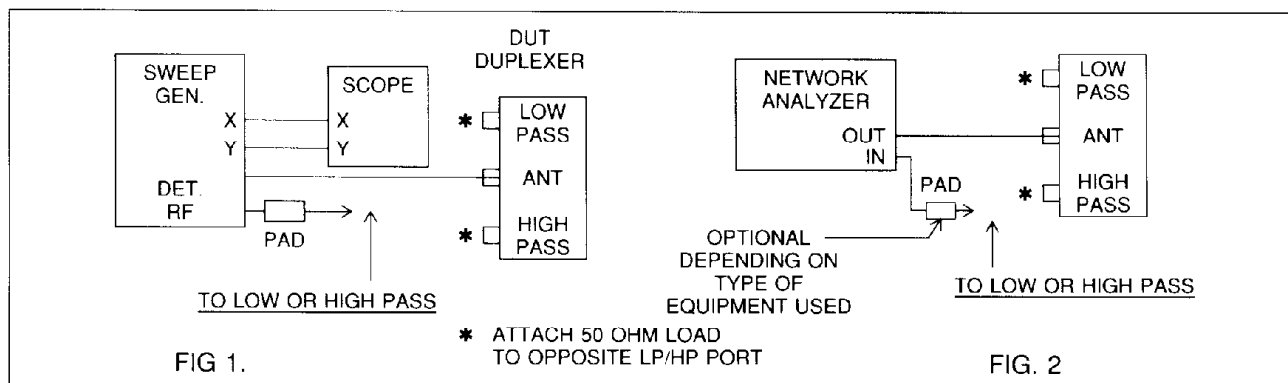 DUT
DUPLEXER
SWEEP
GEN.
X
Y
DET.
RF
SCOPE
X
Y
PAD
* LOW
PASS
ANT
* HIGH
PASS
TO LOW OR HIGH PASS
* ATTACH 50 OHM LOAD
TO OPPOSITE LP/HP PORT
FIG 1.
NETWORK
ANALYZER
OUT
IN
PAD
* LOW
PASS
ANT
* HIGH
PASS
OPTIONAL
DEPENDING ON
TYPE OF
EQUIPMENT USED
TO LOW OR HIGH PASS
FIG. 2